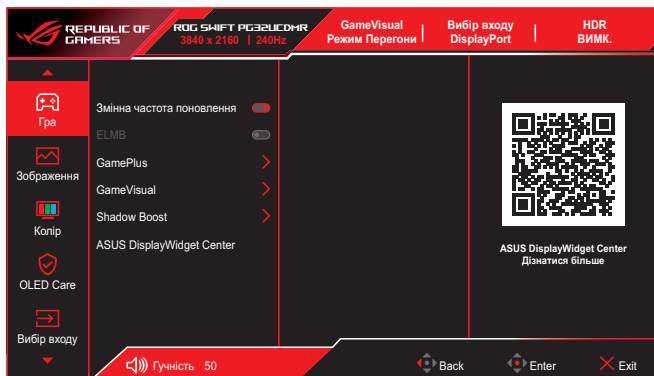 REPUBLIC OF
GAMERS
ROG SWIFT PG32UCDMR
3840 x 2160 | 240Hz
GameVisual
Режим Перегони
Вибір входу
DisplayPort
HDR
ВИМК.
Гра
Зображення
Колір
OLED Care
Вибір входу
Змінна частота поновлення
ELMB
GamePlus
GameVisual
Shadow Boost
ASUS DisplayWidget Center
ASUS DisplayWidget Center
Дізнатися більше
Гучність 50
Back
Enter
Exit